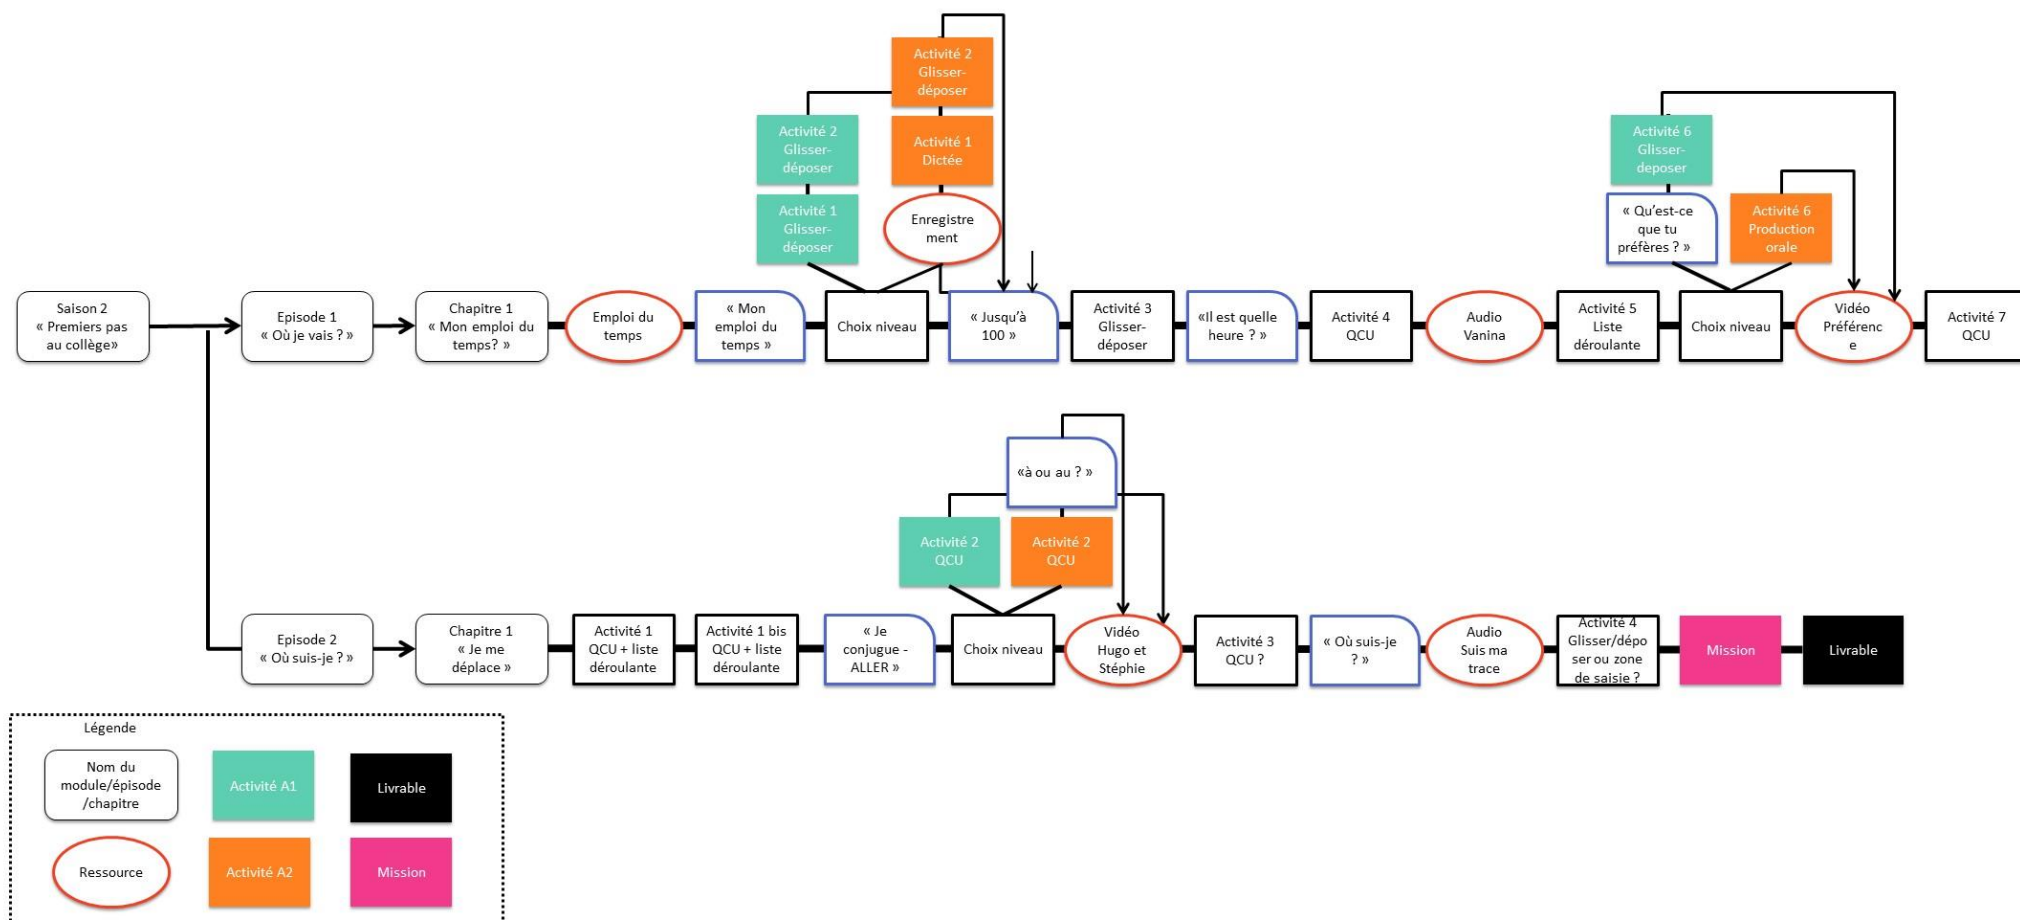 Activité 2
Glisser-
déposer
Activité 2
Glisser-
déposer
Activité 1
Dictée
Activité 1
Glisser-
déposer
Enregistre
ment
Activité 6
Glisser-
deposer
« Qu'est-ce
que tu
préfères ? »
Activité 6
Production
orale
Saison 2
« Premiers pas
au collège»
Episode 1
« Où je vais ? »
Chapitre 1
« Mon emploi du
temps? »
Emploi du
temps
« Mon
emploi du
temps »
Choix niveau
« Jusqu'à
100 »
Activité 3
Glisser-
déposer
«Il est quelle
heure ? »
Activité 4
QCU
Audio
Vanina
Activité 5
Liste
déroulante
Choix niveau
Vidéo
Préférenc
e
Activité 7
QCU
«à ou au ? »
Activité 2
QCU
Activité 2
QCU
Episode 2
« Où suis-je ? »
Chapitre 1
« Je me
déplace »
Activité 1
QCU + liste
déroulante
Activité 1 bis
QCU + liste
déroulante
« Je
conjugue -
ALLER »
Choix niveau
Vidéo
Hugo et
Stéphie
Activité 3
QCU ?
« Où suis-je
? »
Audio
Suis ma
trace
Activité 4
Glisser/dépo
ser ou zone
de saisie ?
Mission
Livrable
Légende
Nom du
module/épisode
/chapitre
Activité A1
Livrable
Ressource
Activité A2
Mission